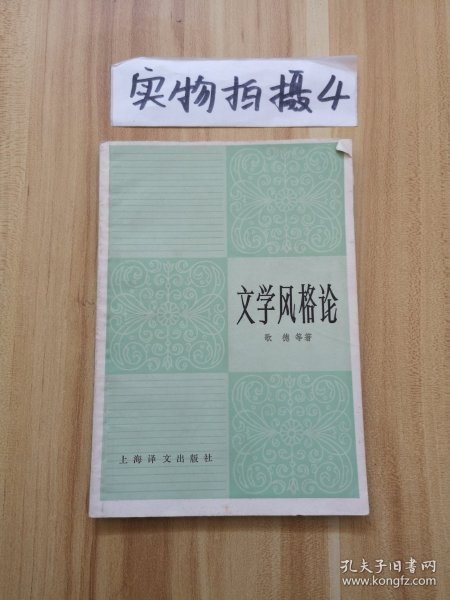 实物拍摄4
文学风格论
歌 德 等著
上海译文出版社
孔夫子旧书网
www.kongfz.com